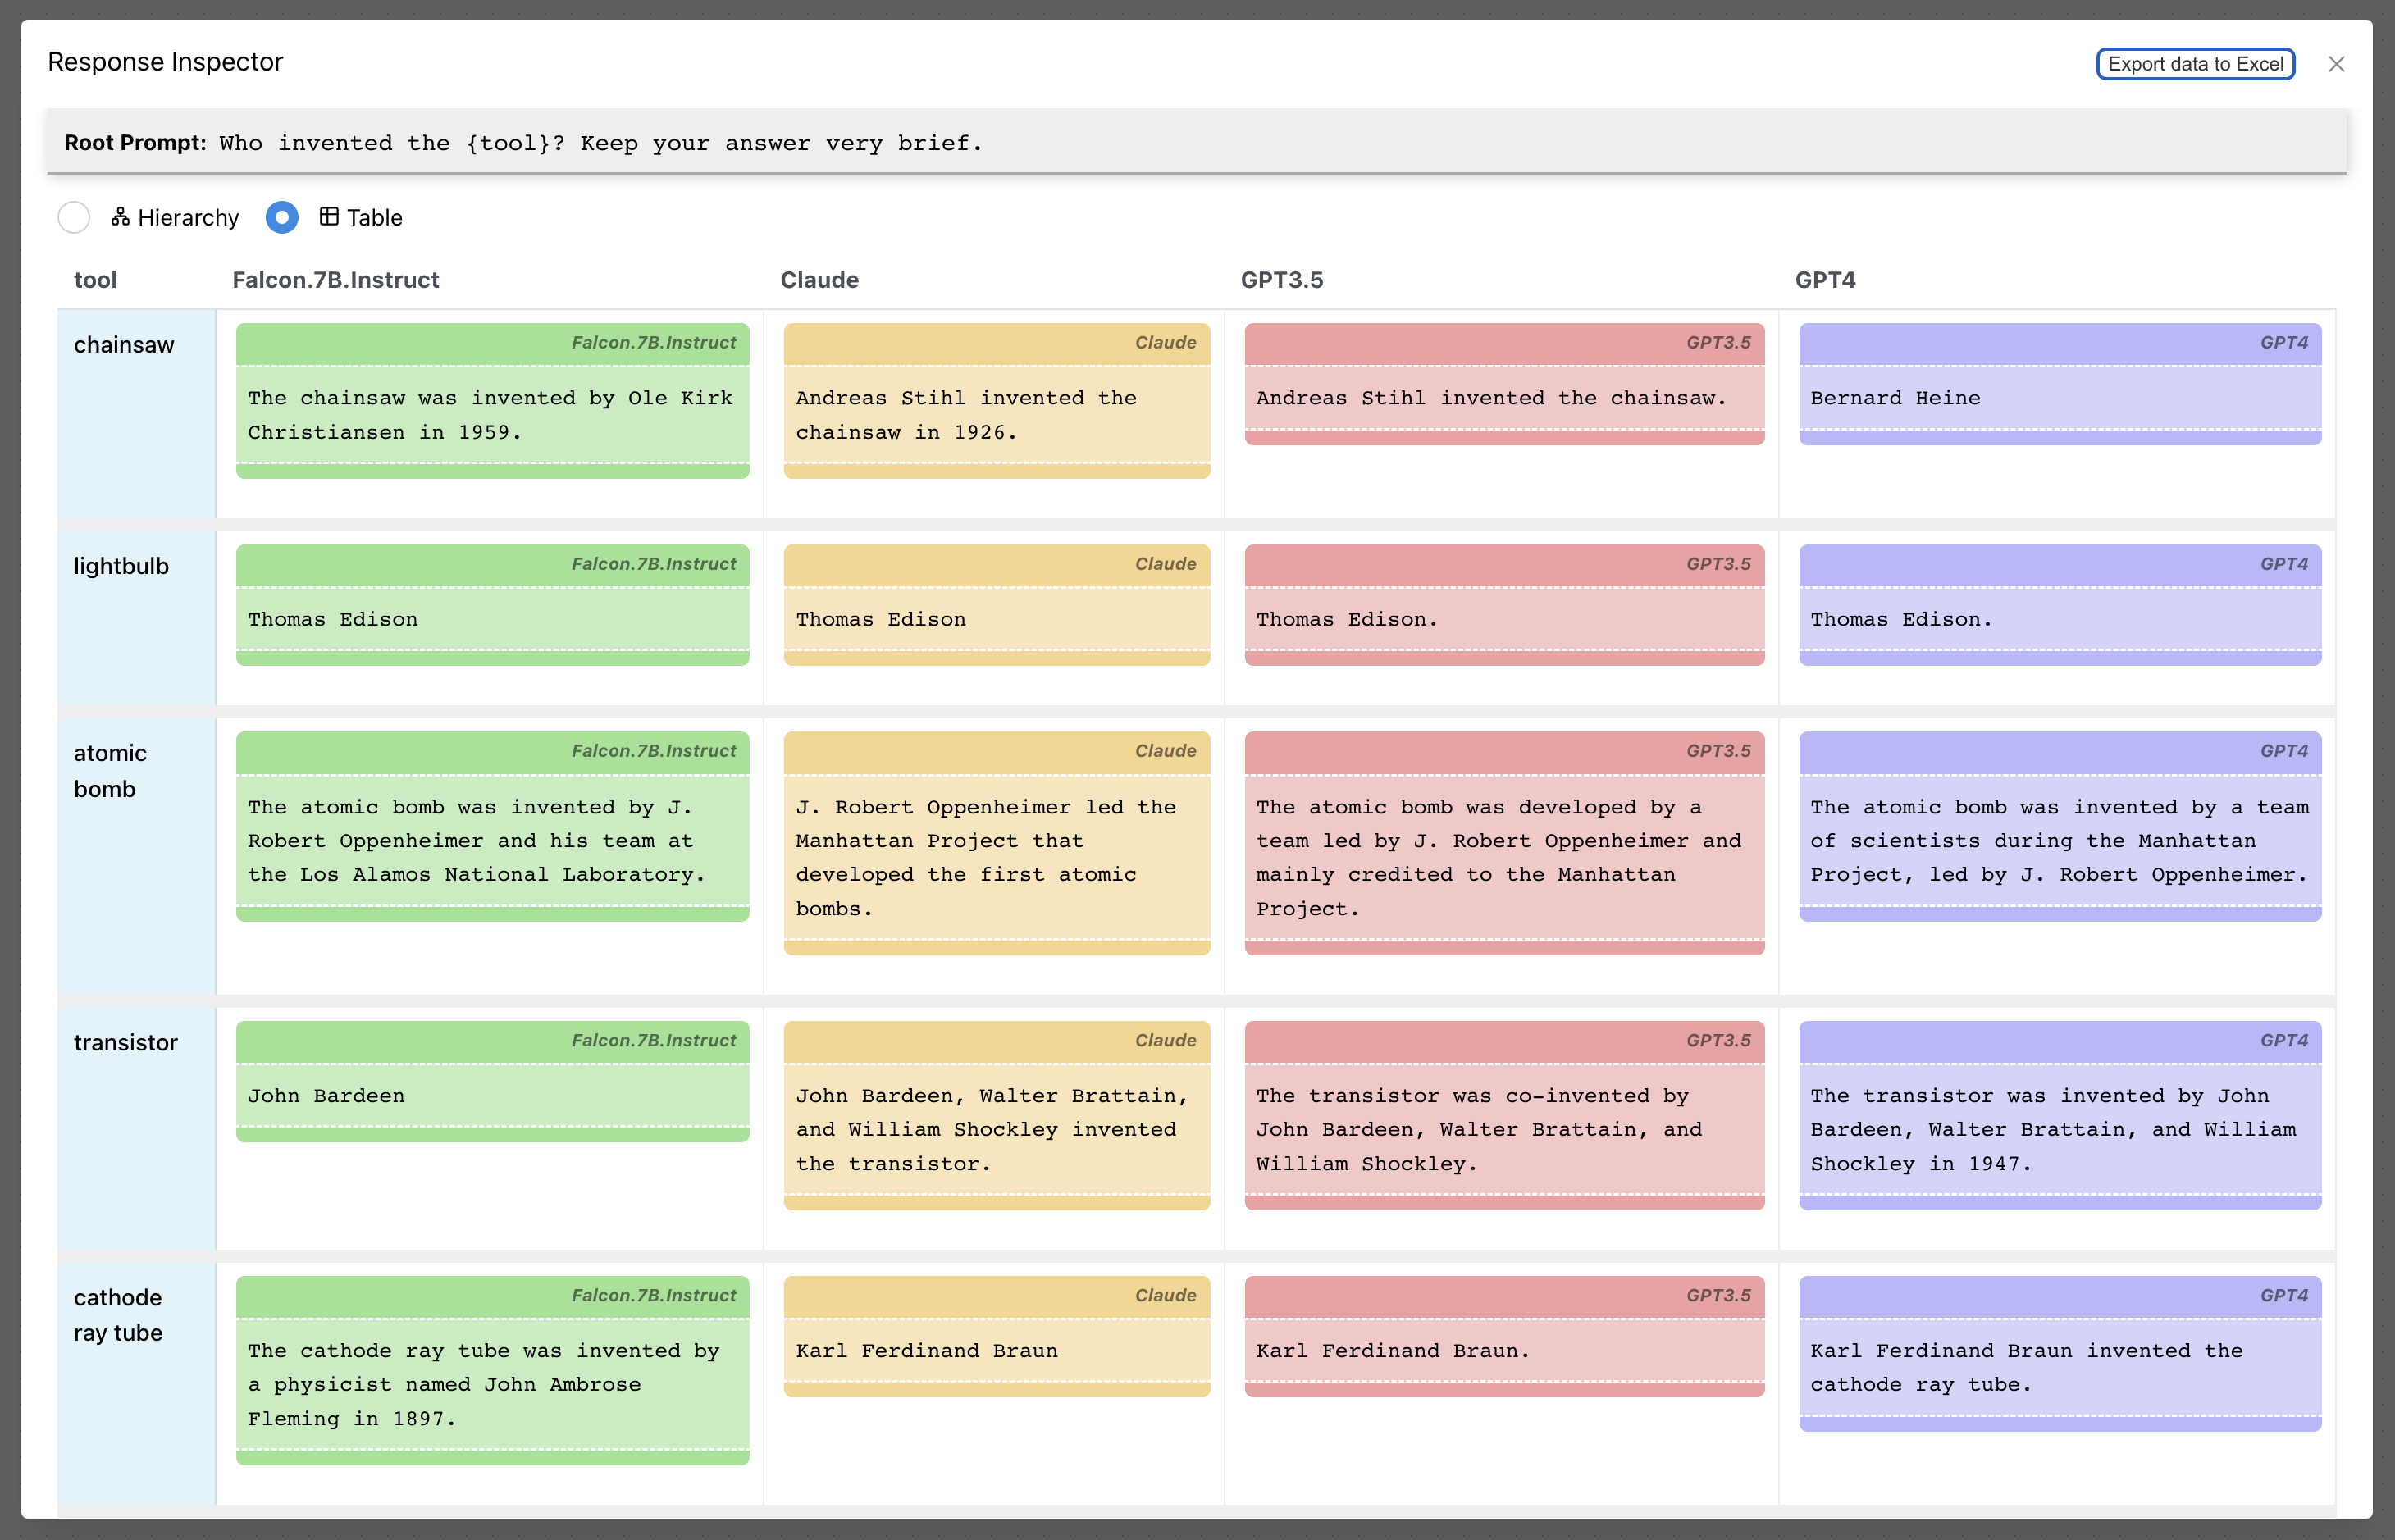 Response Inspector
Export data to Excel
Root Prompt: Who invented the {tool}? Keep your answer very brief.
Hierarchy
Table
tool
Falcon.7B.Instruct
Claude
GPT3.5
GPT4
chainsaw
Falcon.7B.Instruct
The chainsaw was invented by Ole Kirk
Christiansen in 1959.
Claude
Andreas Stihl invented the
chainsaw in 1926.
GPT3.5
Andreas Stihl invented the chainsaw.
GPT4
Bernard Heine
lightbulb
Falcon.7B.Instruct
Thomas Edison
Claude
Thomas Edison
GPT3.5
Thomas Edison.
GPT4
Thomas Edison.
atomic
bomb
Falcon.7B.Instruct
The atomic bomb was invented by J.
Robert Oppenheimer and his team at
the Los Alamos National Laboratory.
Claude
J. Robert Oppenheimer led the
Manhattan Project that
developed the first atomic
bombs.
GPT3.5
The atomic bomb was developed by a
team led by J. Robert Oppenheimer and
mainly credited to the Manhattan
Project.
GPT4
The atomic bomb was invented by a team
of scientists during the Manhattan
Project, led by J. Robert Oppenheimer.
transistor
Falcon.7B.Instruct
John Bardeen
Claude
John Bardeen, Walter Brattain,
and William Shockley invented
the transistor.
GPT3.5
The transistor was co-invented by
John Bardeen, Walter Brattain, and
William Shockley.
GPT4
The transistor was invented by John
Bardeen, Walter Brattain, and William
Shockley in 1947.
cathode
ray tube
Falcon.7B.Instruct
The cathode ray tube was invented by
a physicist named John Ambrose
Fleming in 1897.
Claude
Karl Ferdinand Braun
GPT3.5
Karl Ferdinand Braun.
GPT4
Karl Ferdinand Braun invented the
cathode ray tube.